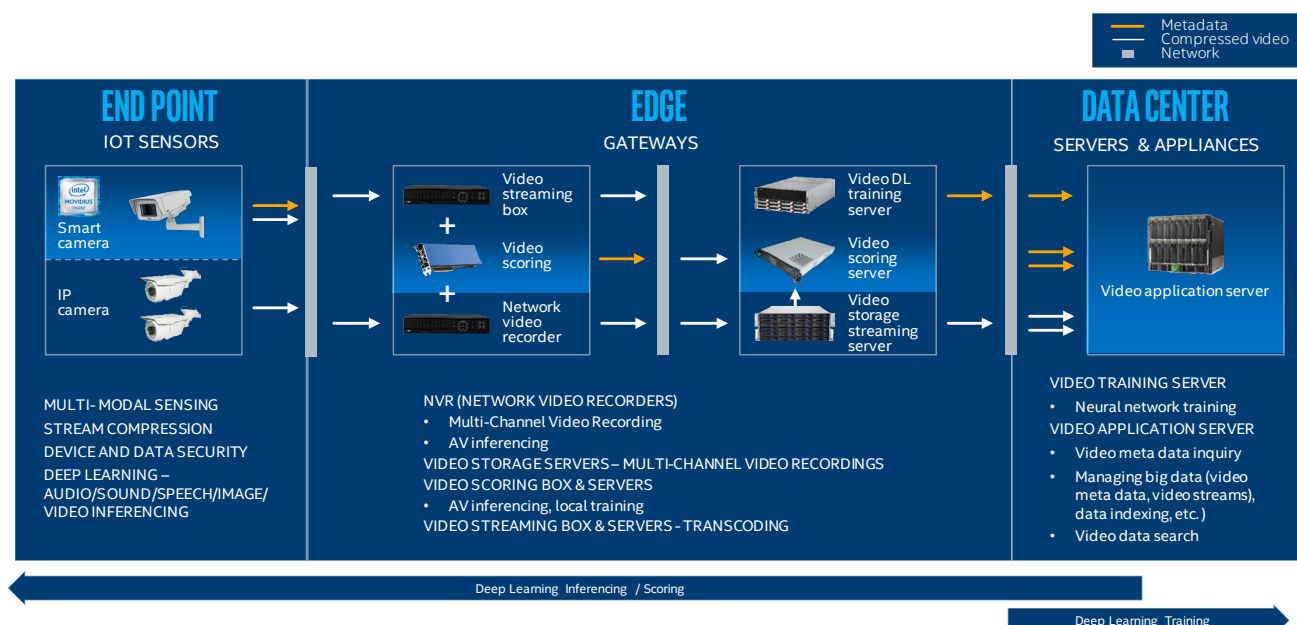 Metadata
Compressed video
Network
END POINT
IOT SENSORS
intel
MOVIDIUS
inside
Smart
camera
IP
camera
MULTI- MODAL SENSING
STREAM COMPRESSION
DEVICE AND DATA SECURITY
DEEP LEARNING –
AUDIO/SOUND/SPEECH/IMAGE/
VIDEO INFERENCING
EDGE
GATEWAYS
Video
streaming
box
+
Video
scoring
+
Network
video
recorder
Video DL
training
server
Video
scoring
server
Video
storage
streaming
server
NVR (NETWORK VIDEO RECORDERS)
• Multi-Channel Video Recording
• AV inferencing
VIDEO STORAGE SERVERS – MULTI-CHANNEL VIDEO RECORDINGS
VIDEO SCORING BOX & SERVERS
• AV inferencing, local training
VIDEO STREAMING BOX & SERVERS - TRANSCODING
DATA CENTER
SERVERS & APPLIANCES
Video application server
VIDEO TRAINING SERVER
• Neural network training
VIDEO APPLICATION SERVER
• Video meta data inquiry
• Managing big data (video
meta data, video streams),
data indexing, etc. )
• Video data search
Deep Learning Inferencing / Scoring
Deep Learning Training